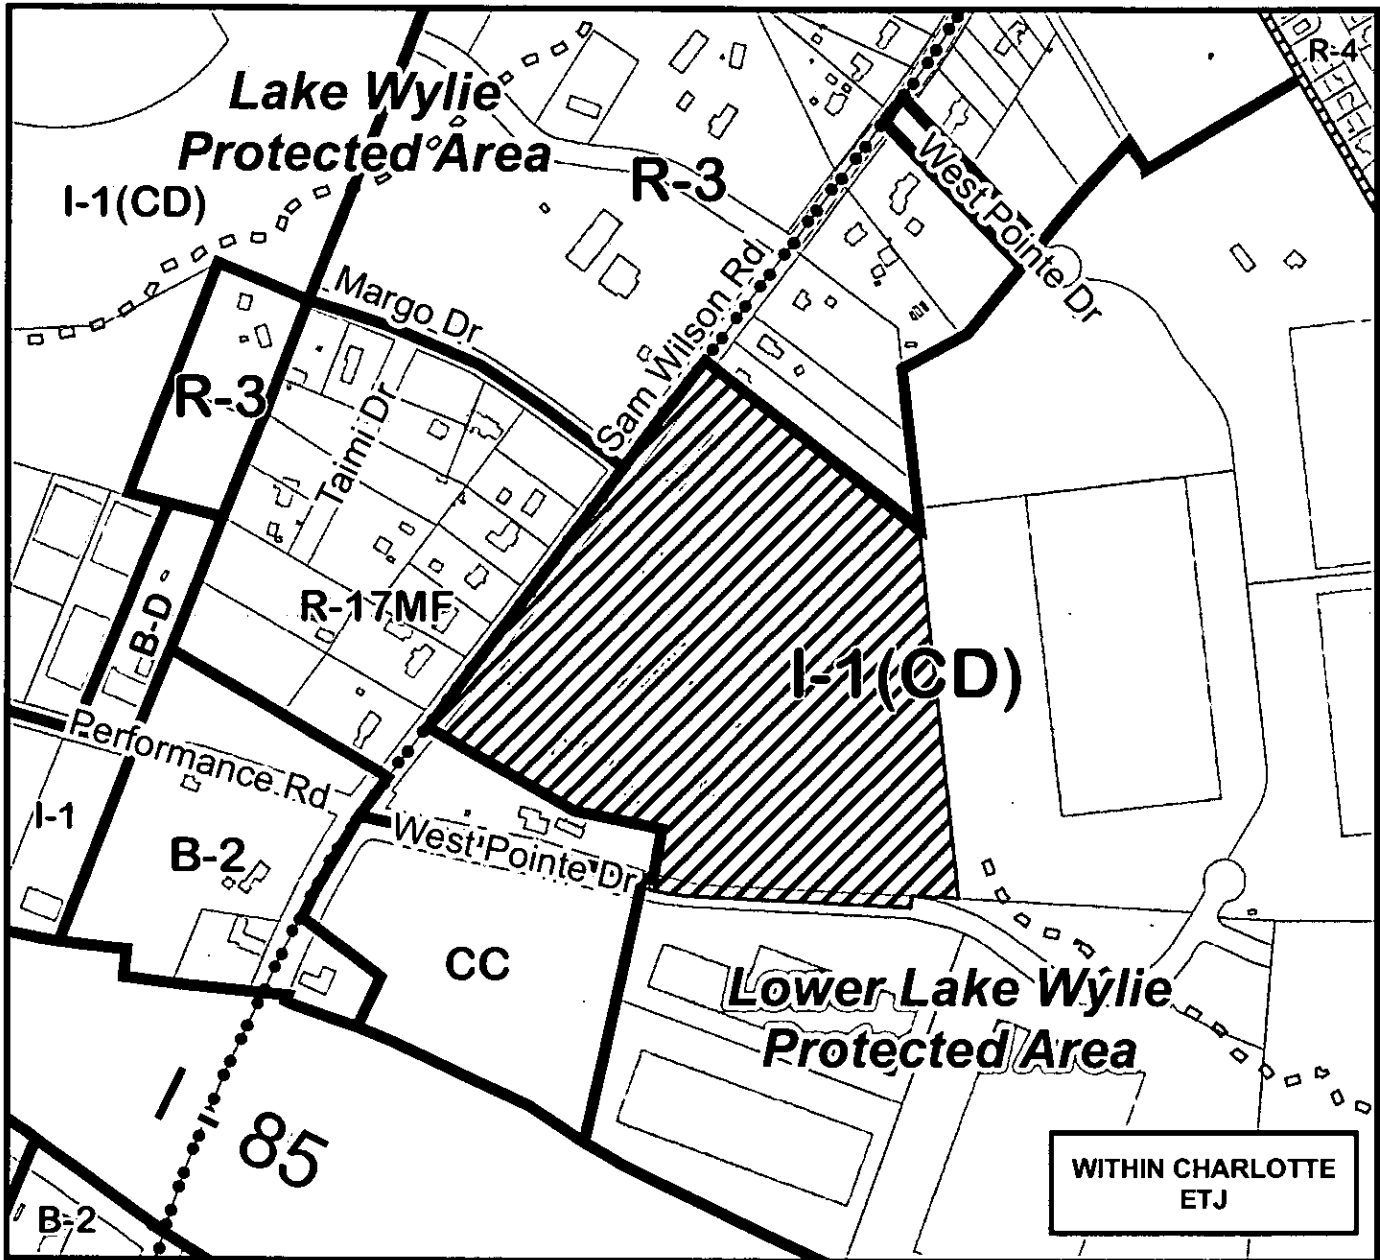 R-4
Lake Wylie
Protected Area
R-3
I-1(CD)
West Pointe Dr
Margo Dr
Sam Wilson Rd
R-3
Taimi Dr
R-17MF
B-D
I-1(CD)
Performance Rd
I-1
West Pointe Dr
B-2
CC
Lower Lake Wylie
Protected Area
I - 85
WITHIN CHARLOTTE
ETJ
B-2